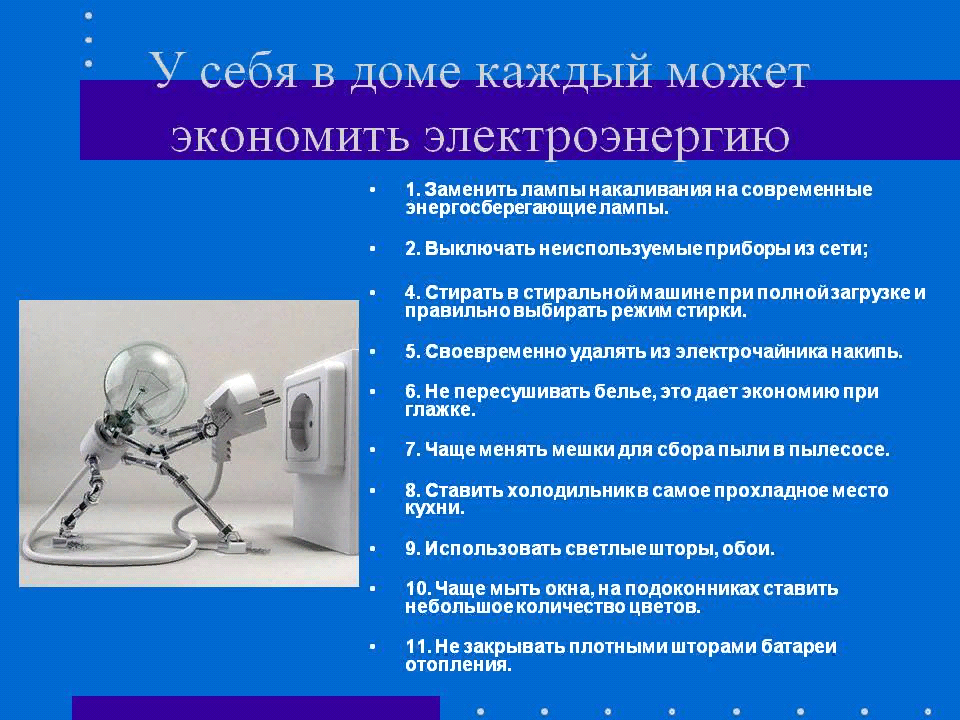 У себя в доме каждый может
экономить электроэнергию
• 1. Заменить лампы накаливания на современные
энергосберегающие лампы.
• 2. Выключать неиспользуемые приборы из сети;
• 4. Стирать в стиральной машине при полной загрузке и
правильно выбирать режим стирки.
• 5. Своевременно удалять из электрочайника накипь.
• 6. Не пересушивать белье, это дает экономию при
глажке.
• 7. Чаще менять мешки для сбора пыли в пылесосе.
• 8. Ставить холодильник в самое прохладное место
кухни.
• 9. Использовать светлые шторы, обои.
• 10. Чаще мыть окна, на подоконниках ставить
небольшое количество цветов.
• 11. Не закрывать плотными шторами батареи
отопления.